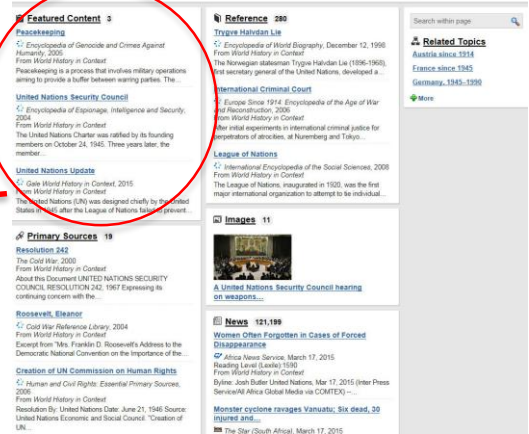 Featured Content 3
Peacekeeping
Encyclopedia of Genocide and Crimes Against
Humanity, 2005
From World History in Context
Peacekeeping is a process that involves military operations
aiming to provide a buffer between warring parties. The...
United Nations Security Council
Encyclopedia of Espionage, Intelligence and Security,
2004
From World History in Context
The United Nations Charter was ratified by its founding
members on October 24, 1945. Three years later, the
member...
United Nations Update
Gale World History in Context, 2015
From World History in Context
The United Nations (UN) was designed chiefly by the United
States in 1945 after the League of Nations failed to prevent...
Primary Sources 19
Resolution 242
The Cold War, 2000
From World History in Context
About this Document UNITED NATIONS SECURITY
COUNCIL RESOLUTION 242, 1967 Expressing its
continuing concern with the...
Roosevelt, Eleanor
Cold War Reference Library, 2004
From World History in Context
Excerpt from "Mrs. Franklin D. Roosevelt's Address to the
Democratic National Convention on the Importance of the...
Creation of UN Commission on Human Rights
Human and Civil Rights: Essential Primary Sources,
2006
From World History in Context
Resolution By: United Nations Date: June 21, 1946 Source:
United Nations Economic and Social Council. "Creation of
UN...
Reference 280
Trygve Halvdan Lie
Encyclopedia of World Biography, December 12, 1998
From World History in Context
The Norwegian statesman Trygve Halvdan Lie (1896-1968),
first secretary general of the United Nations, developed a...
International Criminal Court
Europe Since 1914: Encyclopedia of the Age of War
and Reconstruction, 2006
From World History in Context
After initial experiments in international criminal justice for
perpetrators of atrocities, at Nuremberg and Tokyo...
League of Nations
International Encyclopedia of the Social Sciences, 2008
From World History in Context
The League of Nations, inaugurated in 1920, was the first
major international organization to attempt to tie individual...
Images 11
A United Nations Security Council hearing
on weapons...
News 121,199
Women Often Forgotten in Cases of Forced
Disappearance
Africa News Service, March 17, 2015
Reading Level (Lexile) 1590
From World History in Context
Byline: Josh Butler United Nations, Mar 17, 2015 (Inter Press
Service/All Africa Global Media via COMTEX) --...
Monster cyclone ravages Vanuatu; Six dead, 30
injured and...
The Star (South Africa), March 17, 2015
Search within page
Related Topics
Austria since 1914
France since 1945
Germany, 1945-1990
More